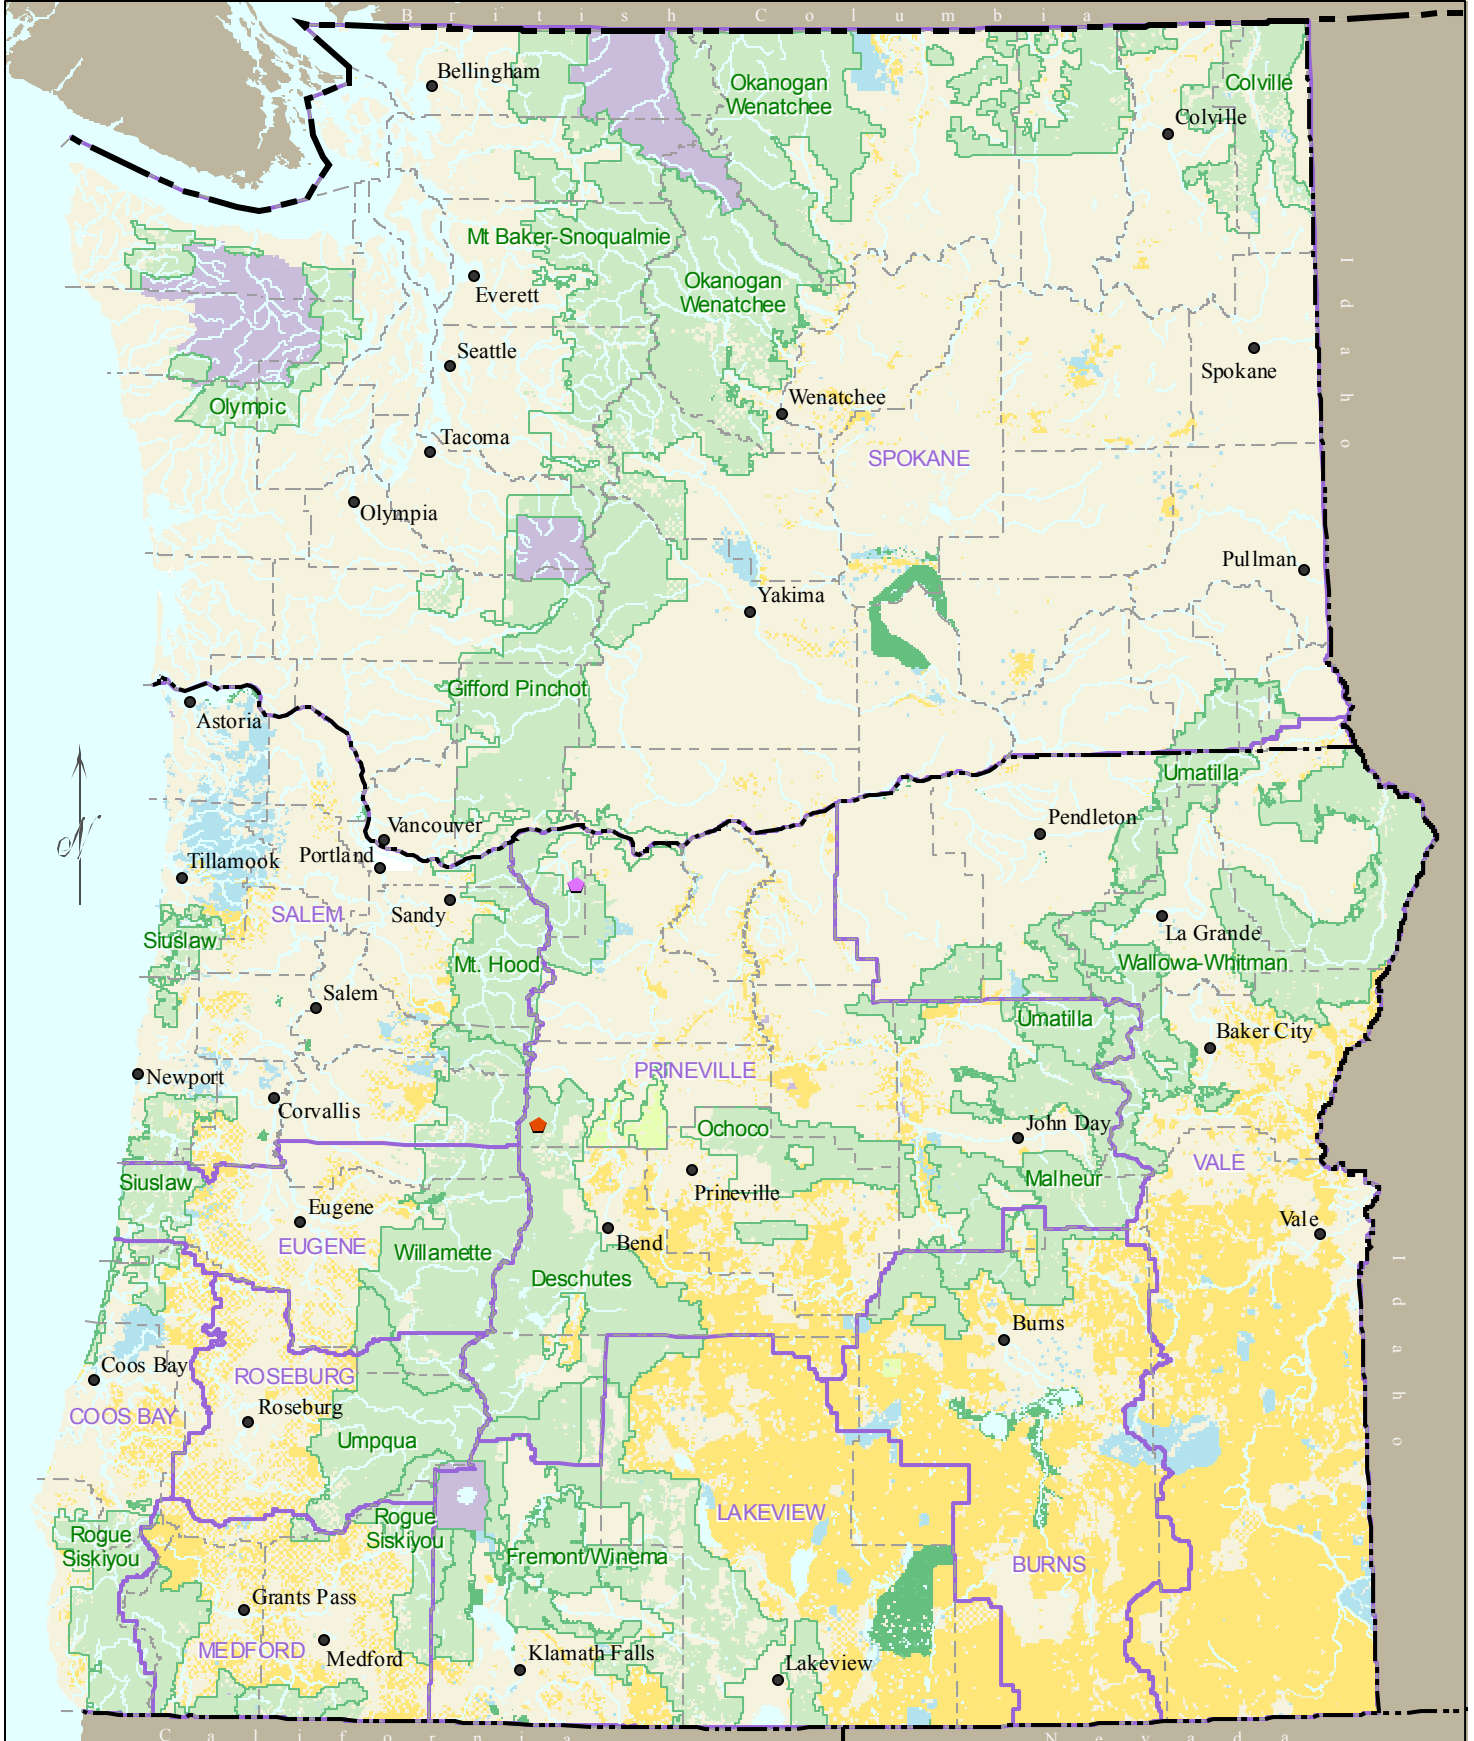 British Columbia
Bellingham
Okanogan
Wenatchee
Colville
Colville
Mt Baker-Snoqualmie
Okanogan
Wenatchee
Everett
Idaho
Seattle
Spokane
Olympic
Wenatchee
Tacoma
SPOKANE
Olympia
Pullman
Yakima
Gifford Pinchot
Astoria
Umatilla
Vancouver
Pendleton
Portland
Tillamook
N
SALEM
Sandy
La Grande
Siuslaw
Mt. Hood
Wallowa-Whitman
Salem
Umatilla
Baker City
Newport
PRINEVILLE
Corvallis
Ochoco
John Day
VALE
Siuslaw
Malheur
Prineville
Eugene
Vale
EUGENE
Willamette
Bend
Deschutes
Idaho
Burns
Coos Bay
ROSEBURG
COOS BAY
Roseburg
Umpqua
LAKEVIEW
Rogue
Siskiyou
Rogue
Siskiyou
Fremont/Winema
BURNS
Grants Pass
MEDFORD
Medford
Klamath Falls
Lakeview
California
Nevada